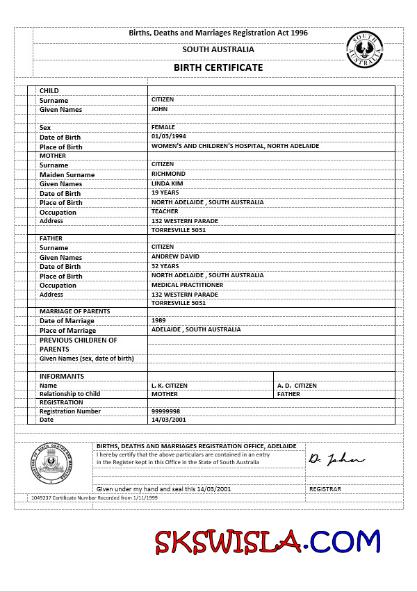 Births, Deaths and Marriages Registration Act 1996
SOUTH AUSTRALIA
BIRTH CERTIFICATE
SOUTH AUSTRALIA
CHILD
Surname CITIZEN
Given Names JOHN
Sex FEMALE
Date of Birth 01/05/1994
Place of Birth WOMEN'S AND CHILDREN'S HOSPITAL, NORTH ADELAIDE
MOTHER
Surname CITIZEN
Maiden Surname RICHMOND
Given Names LINDA KIM
Date of Birth 19 YEARS
Place of Birth NORTH ADELAIDE , SOUTH AUSTRALIA
Occupation TEACHER
Address 132 WESTERN PARADE
TORRESVILLE 5031
FATHER
Surname CITIZEN
Given Names ANDREW DAVID
Date of Birth 32 YEARS
Place of Birth NORTH ADELAIDE , SOUTH AUSTRALIA
Occupation MEDICAL PRACTITIONER
Address 132 WESTERN PARADE
TORRESVILLE 5031
MARRIAGE OF PARENTS
Date of Marriage 1989
Place of Marriage ADELAIDE , SOUTH AUSTRALIA
PREVIOUS CHILDREN OF
PARENTS
Given Names (sex, date of birth)
INFORMANTS
Name L. K. CITIZEN A. D. CITIZEN
Relationship to Child MOTHER FATHER
REGISTRATION
Registration Number 99999998
Date 14/03/2001
BIRTHS, DEATHS AND MARRIAGES REGISTRATION OFFICE, ADELAIDE
I hereby certify that the above particulars are contained in an entry
in the Register kept in this Office in the State of South Australia
D. John
Given under my hand and seal this 14/03/2001 REGISTRAR
1049237 Certificate Number Recorded from 1/11/1999
SKSWISLA.COM